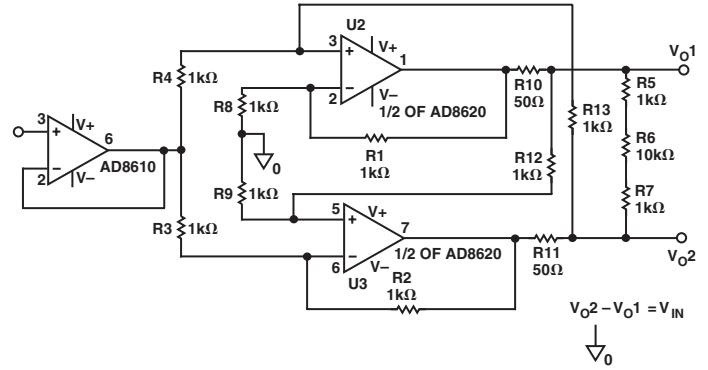 U2
V+
V–
3
+
–
2
1
1/2 OF AD8620
R4
1kΩ
R8
1kΩ
R1
1kΩ
R10
50Ω
R12
1kΩ
R13
1kΩ
R5
1kΩ
R6
10kΩ
R7
1kΩ
VO1
3
+
–
2
V+
V–
6
AD8610
0
R9
1kΩ
R3
1kΩ
5
+
–
6
V+
V–
7
1/2 OF AD8620
U3
R2
1kΩ
R11
50Ω
VO2
VO2 – VO1 = VIN
0